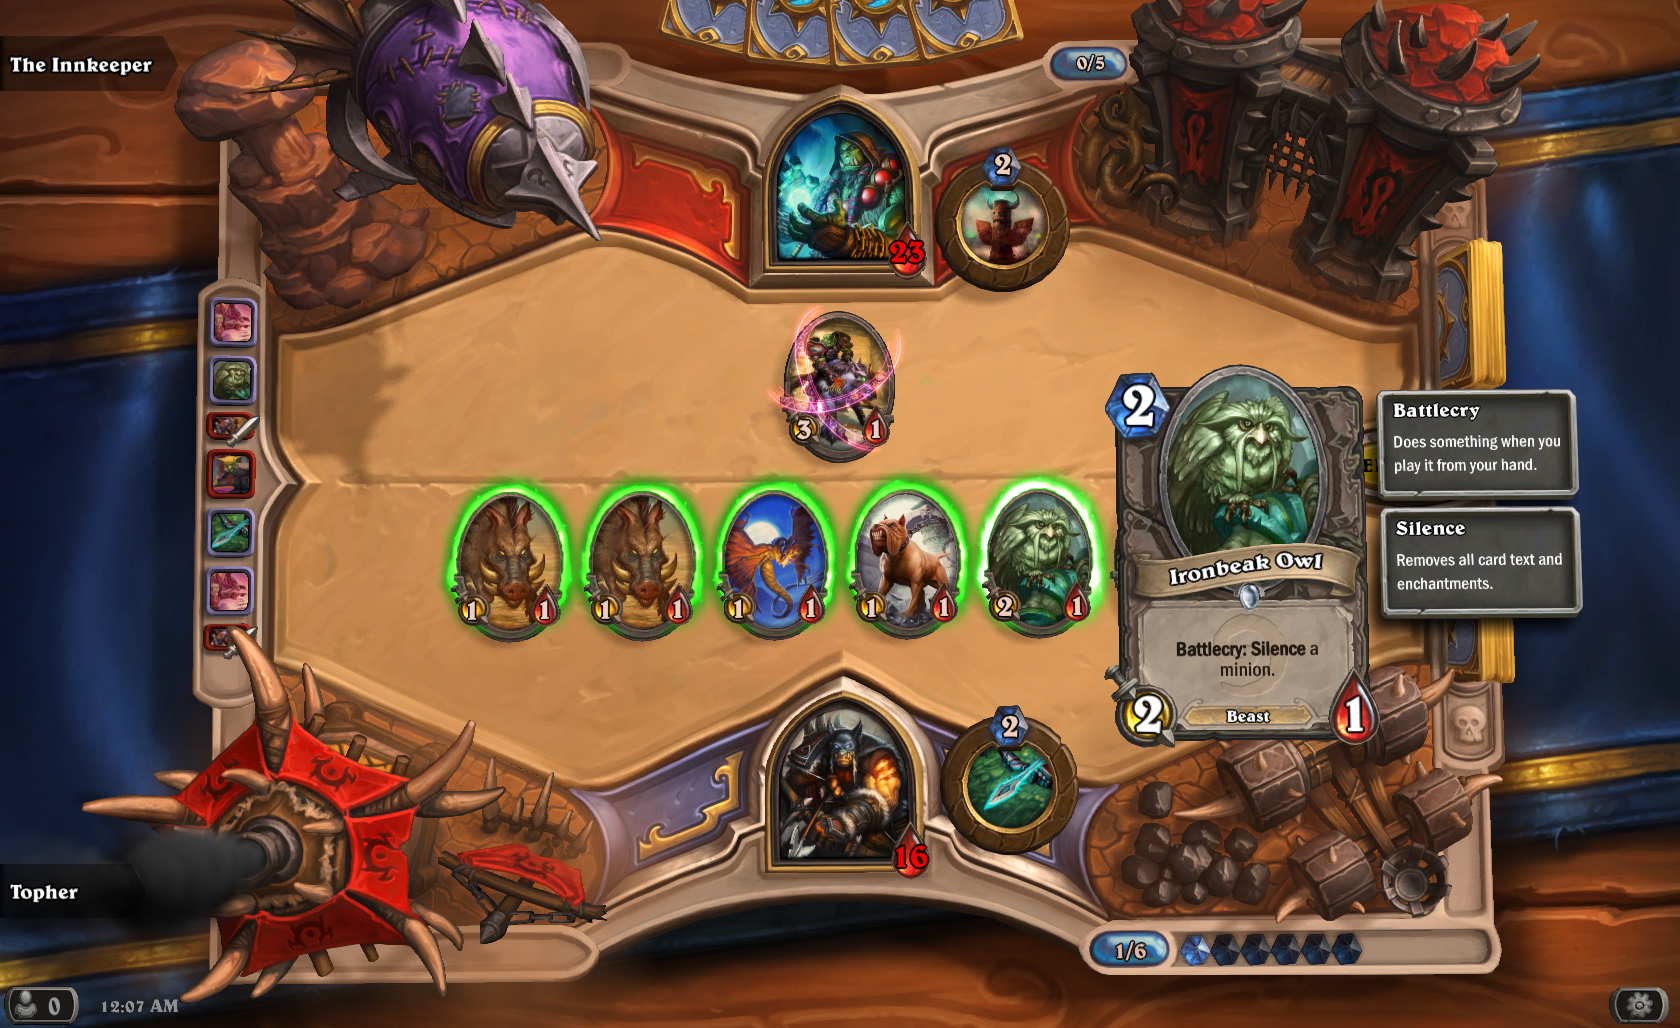 The Innkeeper
0/5
2
23
3
1
2
Battlecry
Does something when you
play it from your hand.
Silence
Removes all card text and
enchantments.
Ironbeak Owl
Battlecry: Silence a
minion.
Beast
2
1
1
1
1
1
1
1
1
1
2
1
2
16
Topher
1/6
0
12:07 AM